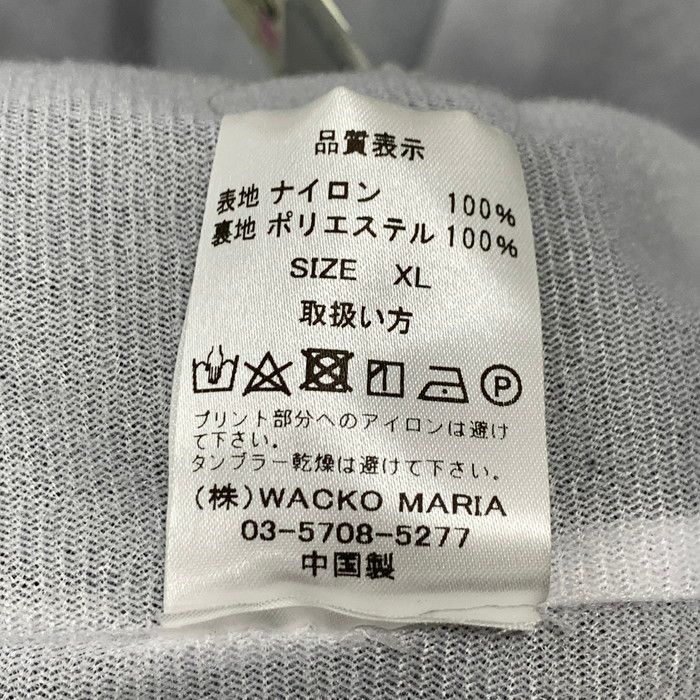 品質表示
表地 ナイロン 100%
裏地 ポリエステル 100%
SIZE XL
取扱い方
P
プリント部分へのアイロンは避け
て下さい。
タンブラー乾燥は避けて下さい。
(株)WACKO MARIA
03-5708-5277
中国製